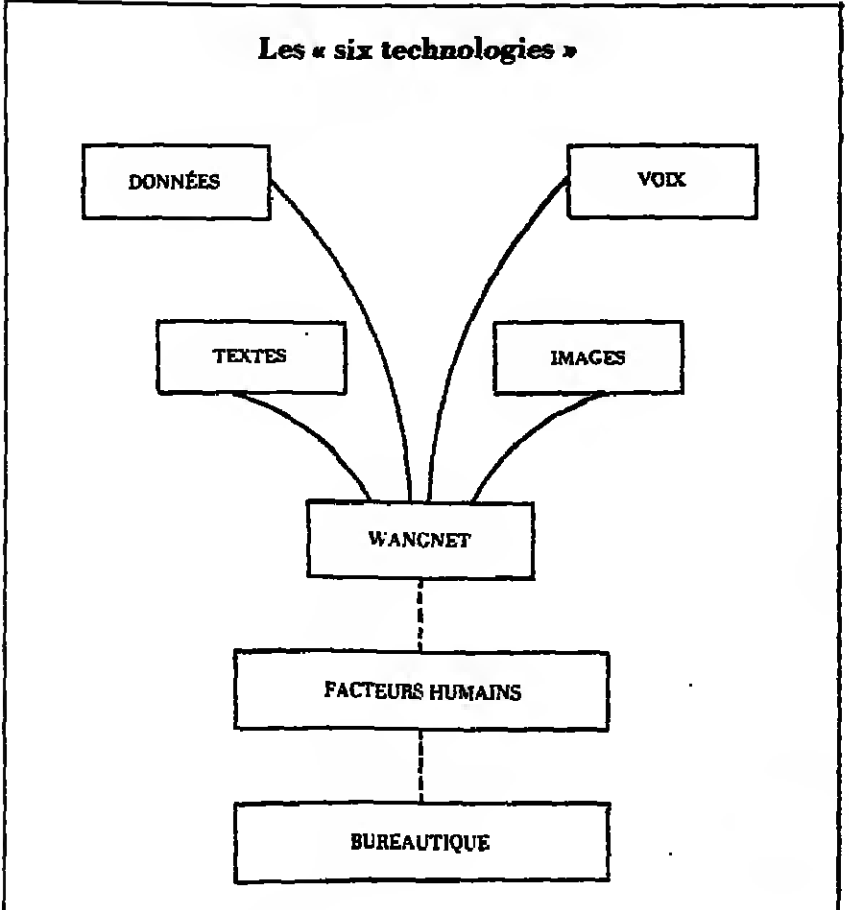 Les « six technologies »
DONNÉES
VOIX
TEXTES
IMAGES
WANGNET
FACTEURS HUMAINS
BUREAUTIQUE